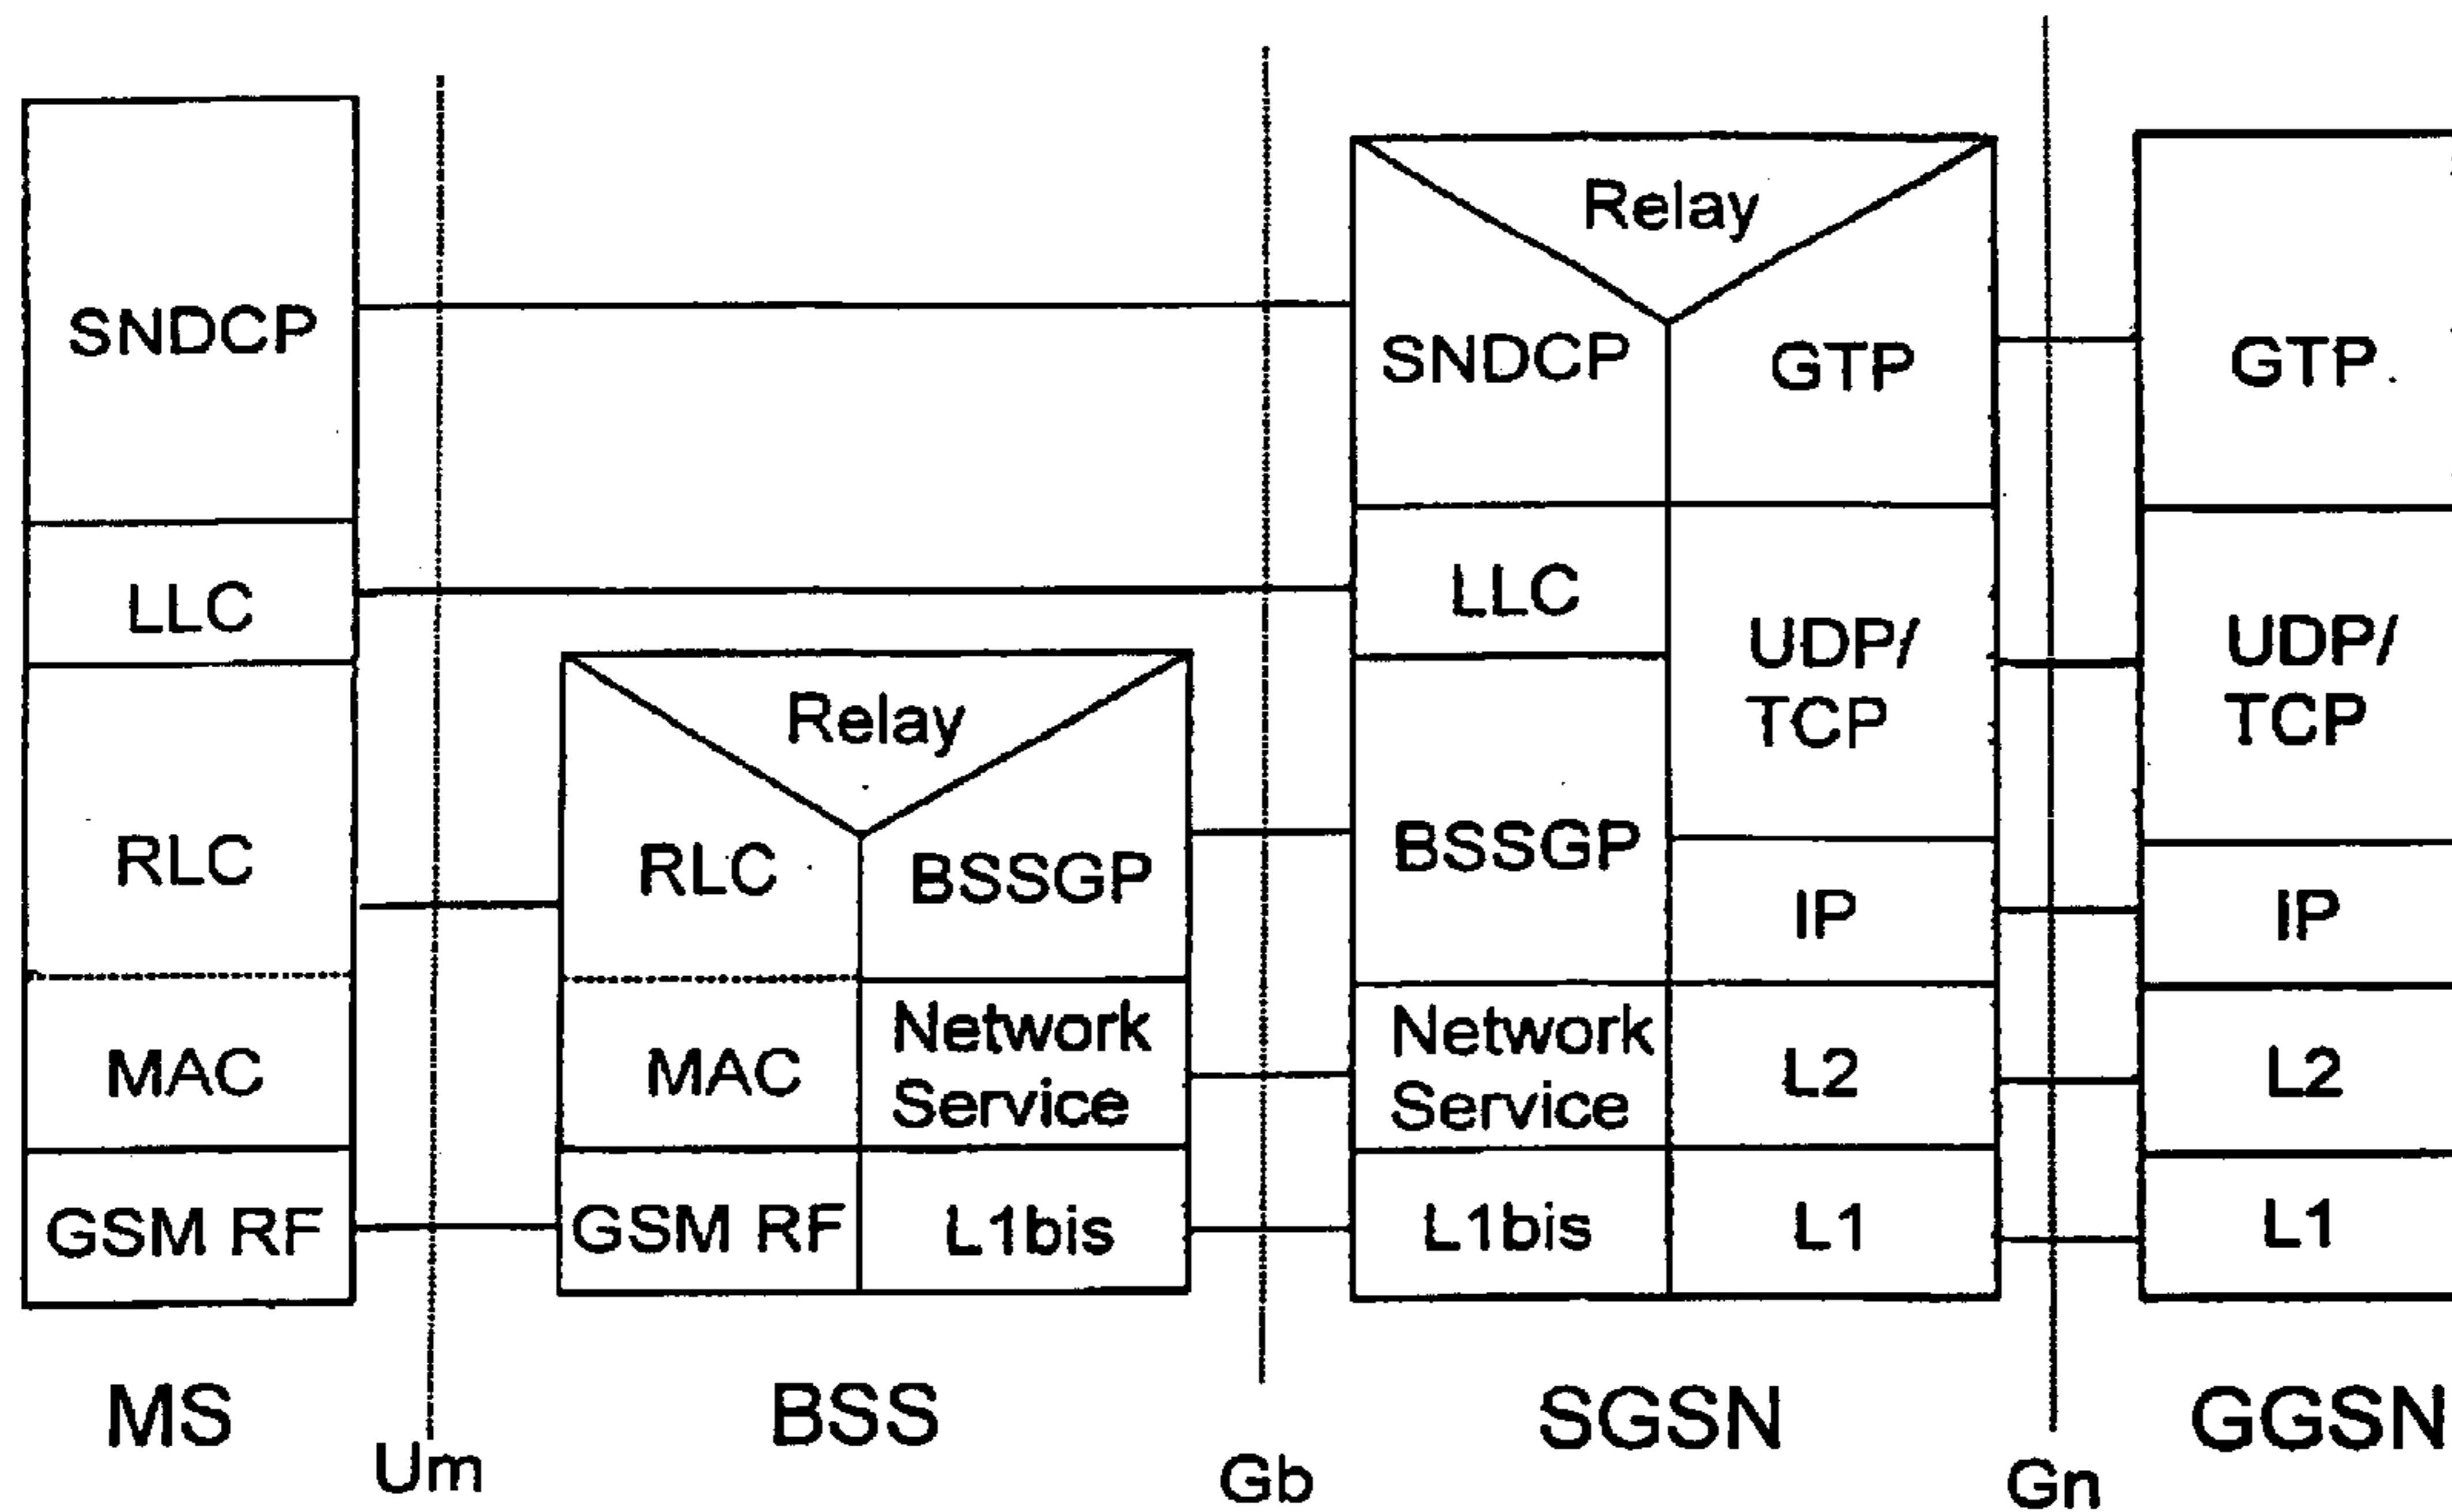 SNDCP
LLC
RLC
MAC
GSM RF
MS
Um
Relay
RLC
BSSGP
MAC
Network
Service
GSM RF
L1bis
BSS
Gb
Relay
SNDCP
GTP
LLC
UDP/
TCP
BSSGP
IP
Network
Service
L2
L1bis
L1
SGSN
Gn
GTP
UDP/
TCP
IP
L2
L1
GGSN